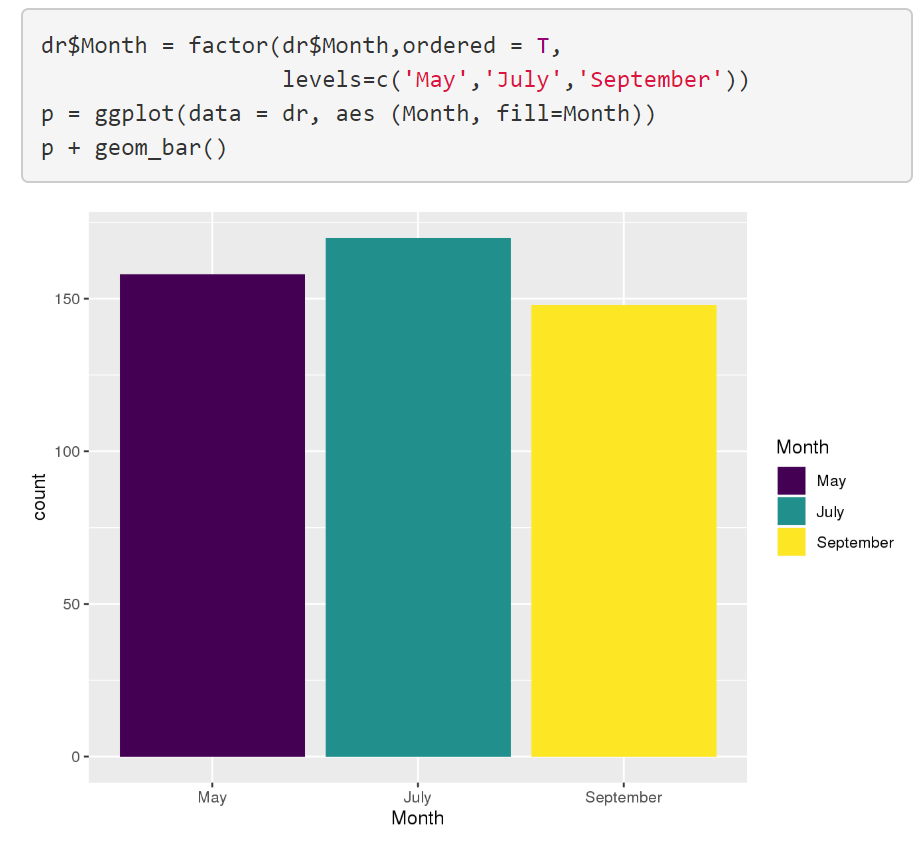 dr$Month = factor(dr$Month,ordered = T,
                  levels=c('May','July','September'))
p = ggplot(data = dr, aes (Month, fill=Month))
p + geom_bar()
150
100
50
0
count
May July September
Month
Month
May
July
September